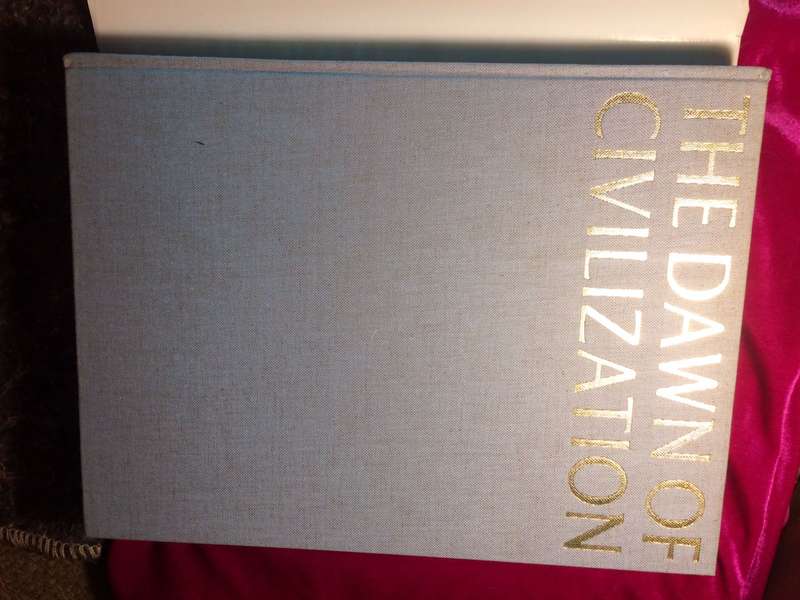 THE DAWN OF
CIVILIZATION